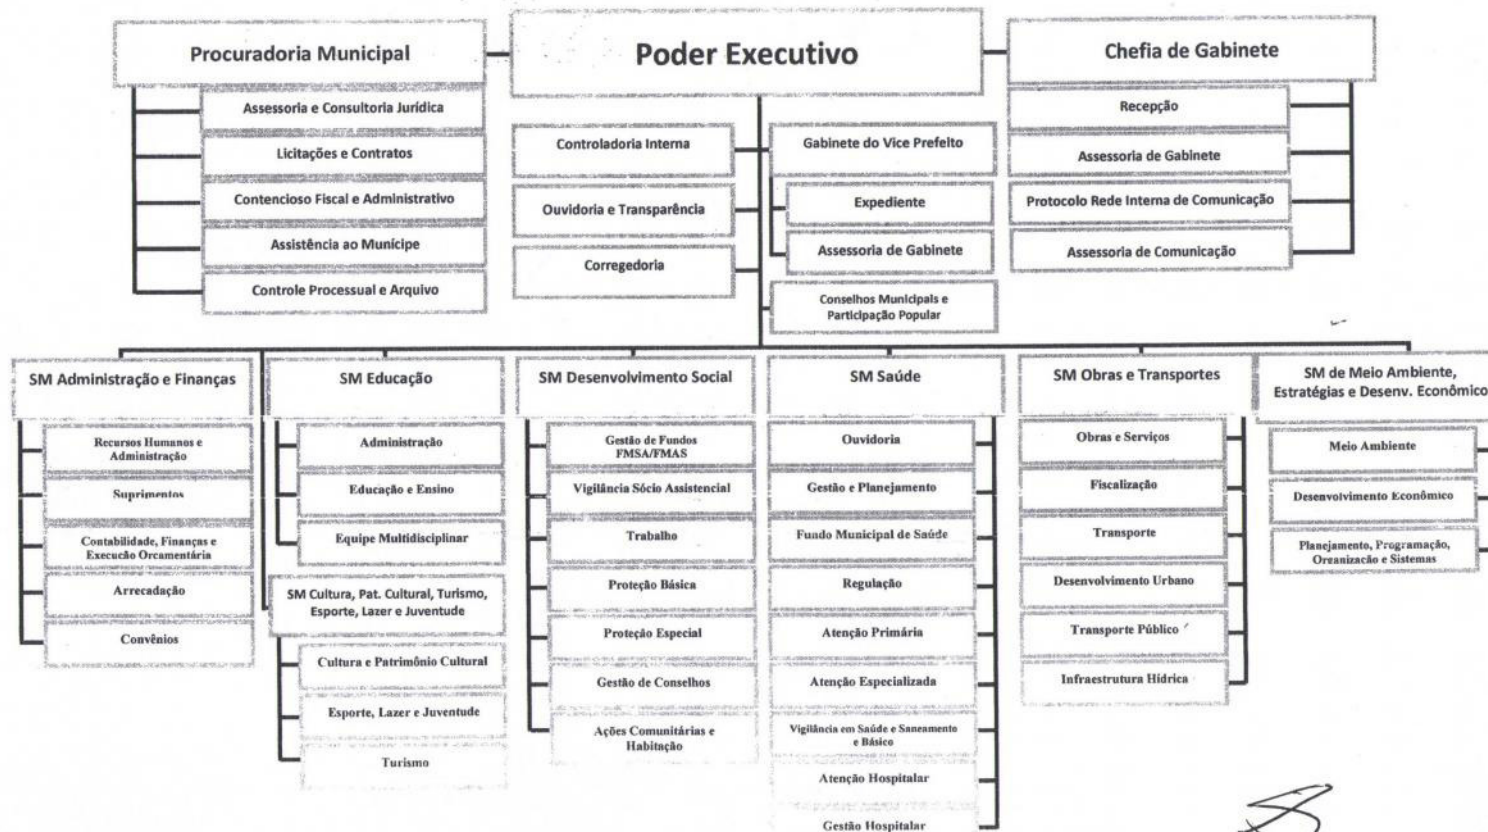 Procuradoria Municipal
Poder Executivo
Chefia de Gabinete
Assessoria e Consultoria Jurídica
Licitações e Contratos
Contencioso Fiscal e Administrativo
Assistência ao Munícipe
Controle Processual e Arquivo
Controladoria Interna
Ouvidoria e Transparência
Corregedoria
Gabinete do Vice Prefeito
Expediente
Assessoria de Gabinete
Conselhos Municipais e
Participação Popular
Recepção
Assessoria de Gabinete
Protocolo Rede Interna de Comunicação
Assessoria de Comunicação
SM Administração e Finanças
Recursos Humanos e
Administração
Suprimentos
Contabilidade, Finanças e
Execução Orçamentária
Arrecadação
Convênios
SM Educação
Administração
Educação e Ensino
Equipe Multidisciplinar
SM Cultura, Pat. Cultural, Turismo,
Esporte, Lazer e Juventude
Cultura e Patrimônio Cultural
Esporte, Lazer e Juventude
Turismo
SM Desenvolvimento Social
Gestão de Fundos
FMSA/FMAS
Vigilância Sócio Assistencial
Trabalho
Proteção Básica
Proteção Especial
Gestão de Conselhos
Ações Comunitárias e
Habitação
SM Saúde
Ouvidoria
Gestão e Planejamento
Fundo Municipal de Saúde
Regulação
Atenção Primária
Atenção Especializada
Vigilância em Saúde e Saneamento
e Básico
Atenção Hospitalar
Gestão Hospitalar
SM Obras e Transportes
Obras e Serviços
Fiscalização
Transporte
Desenvolvimento Urbano
Transporte Público
Infraestrutura Hídrica
SM de Meio Ambiente,
Estratégias e Desenv. Econômico
Meio Ambiente
Desenvolvimento Econômico
Planejamento, Programação,
Organização e Sistemas